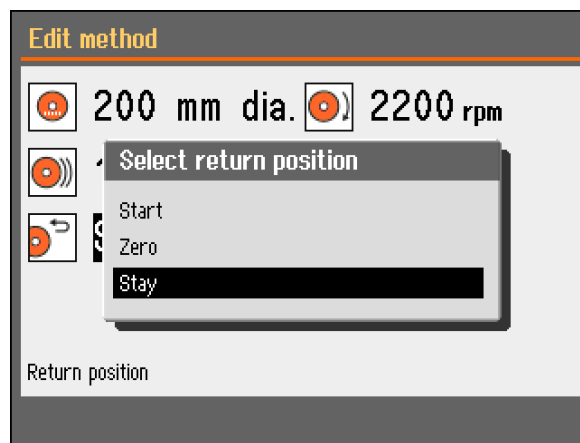 Edit method
200 mm dia. 2200 rpm
Select return position
Start
Zero
Stay
Return position